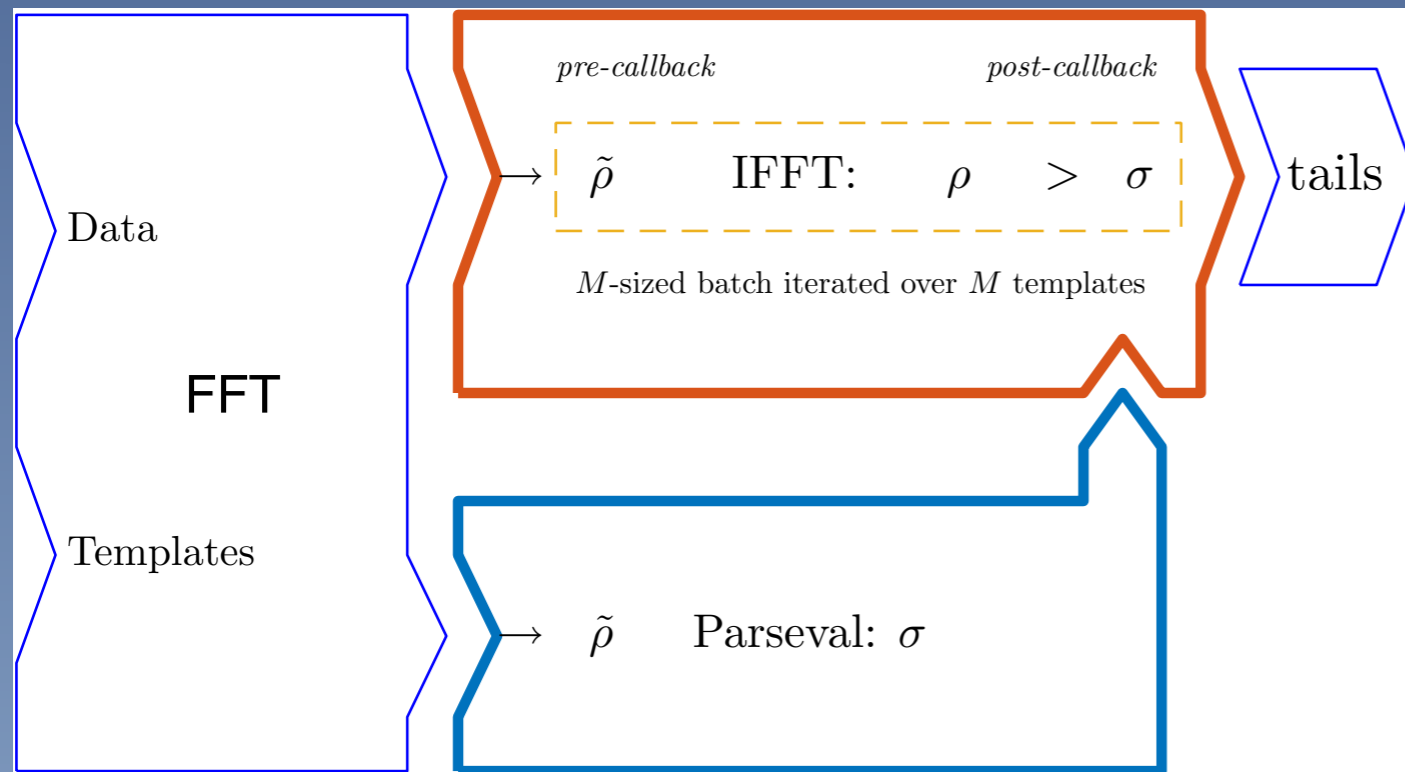 Data
FFT
Templates
pre-callback post-callback
→ ρ̃ IFFT: ρ > σ
M-sized batch iterated over M templates
tails
→ ρ̃ Parseval: σ